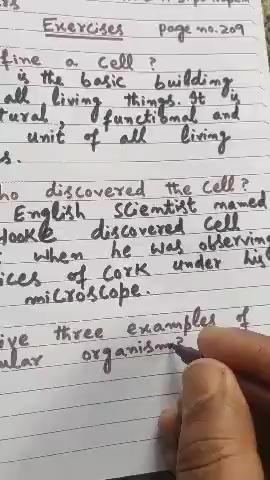 Exercises page no.209
fine a cell?
is the basic building
all living things. It is
tural, functional and
unit of all living
s.
ho discovered the cell?
English scientist named
Hooke discovered cell
when he was observing
ices of cork under his
microscope.
ive three examples of
ular organism?